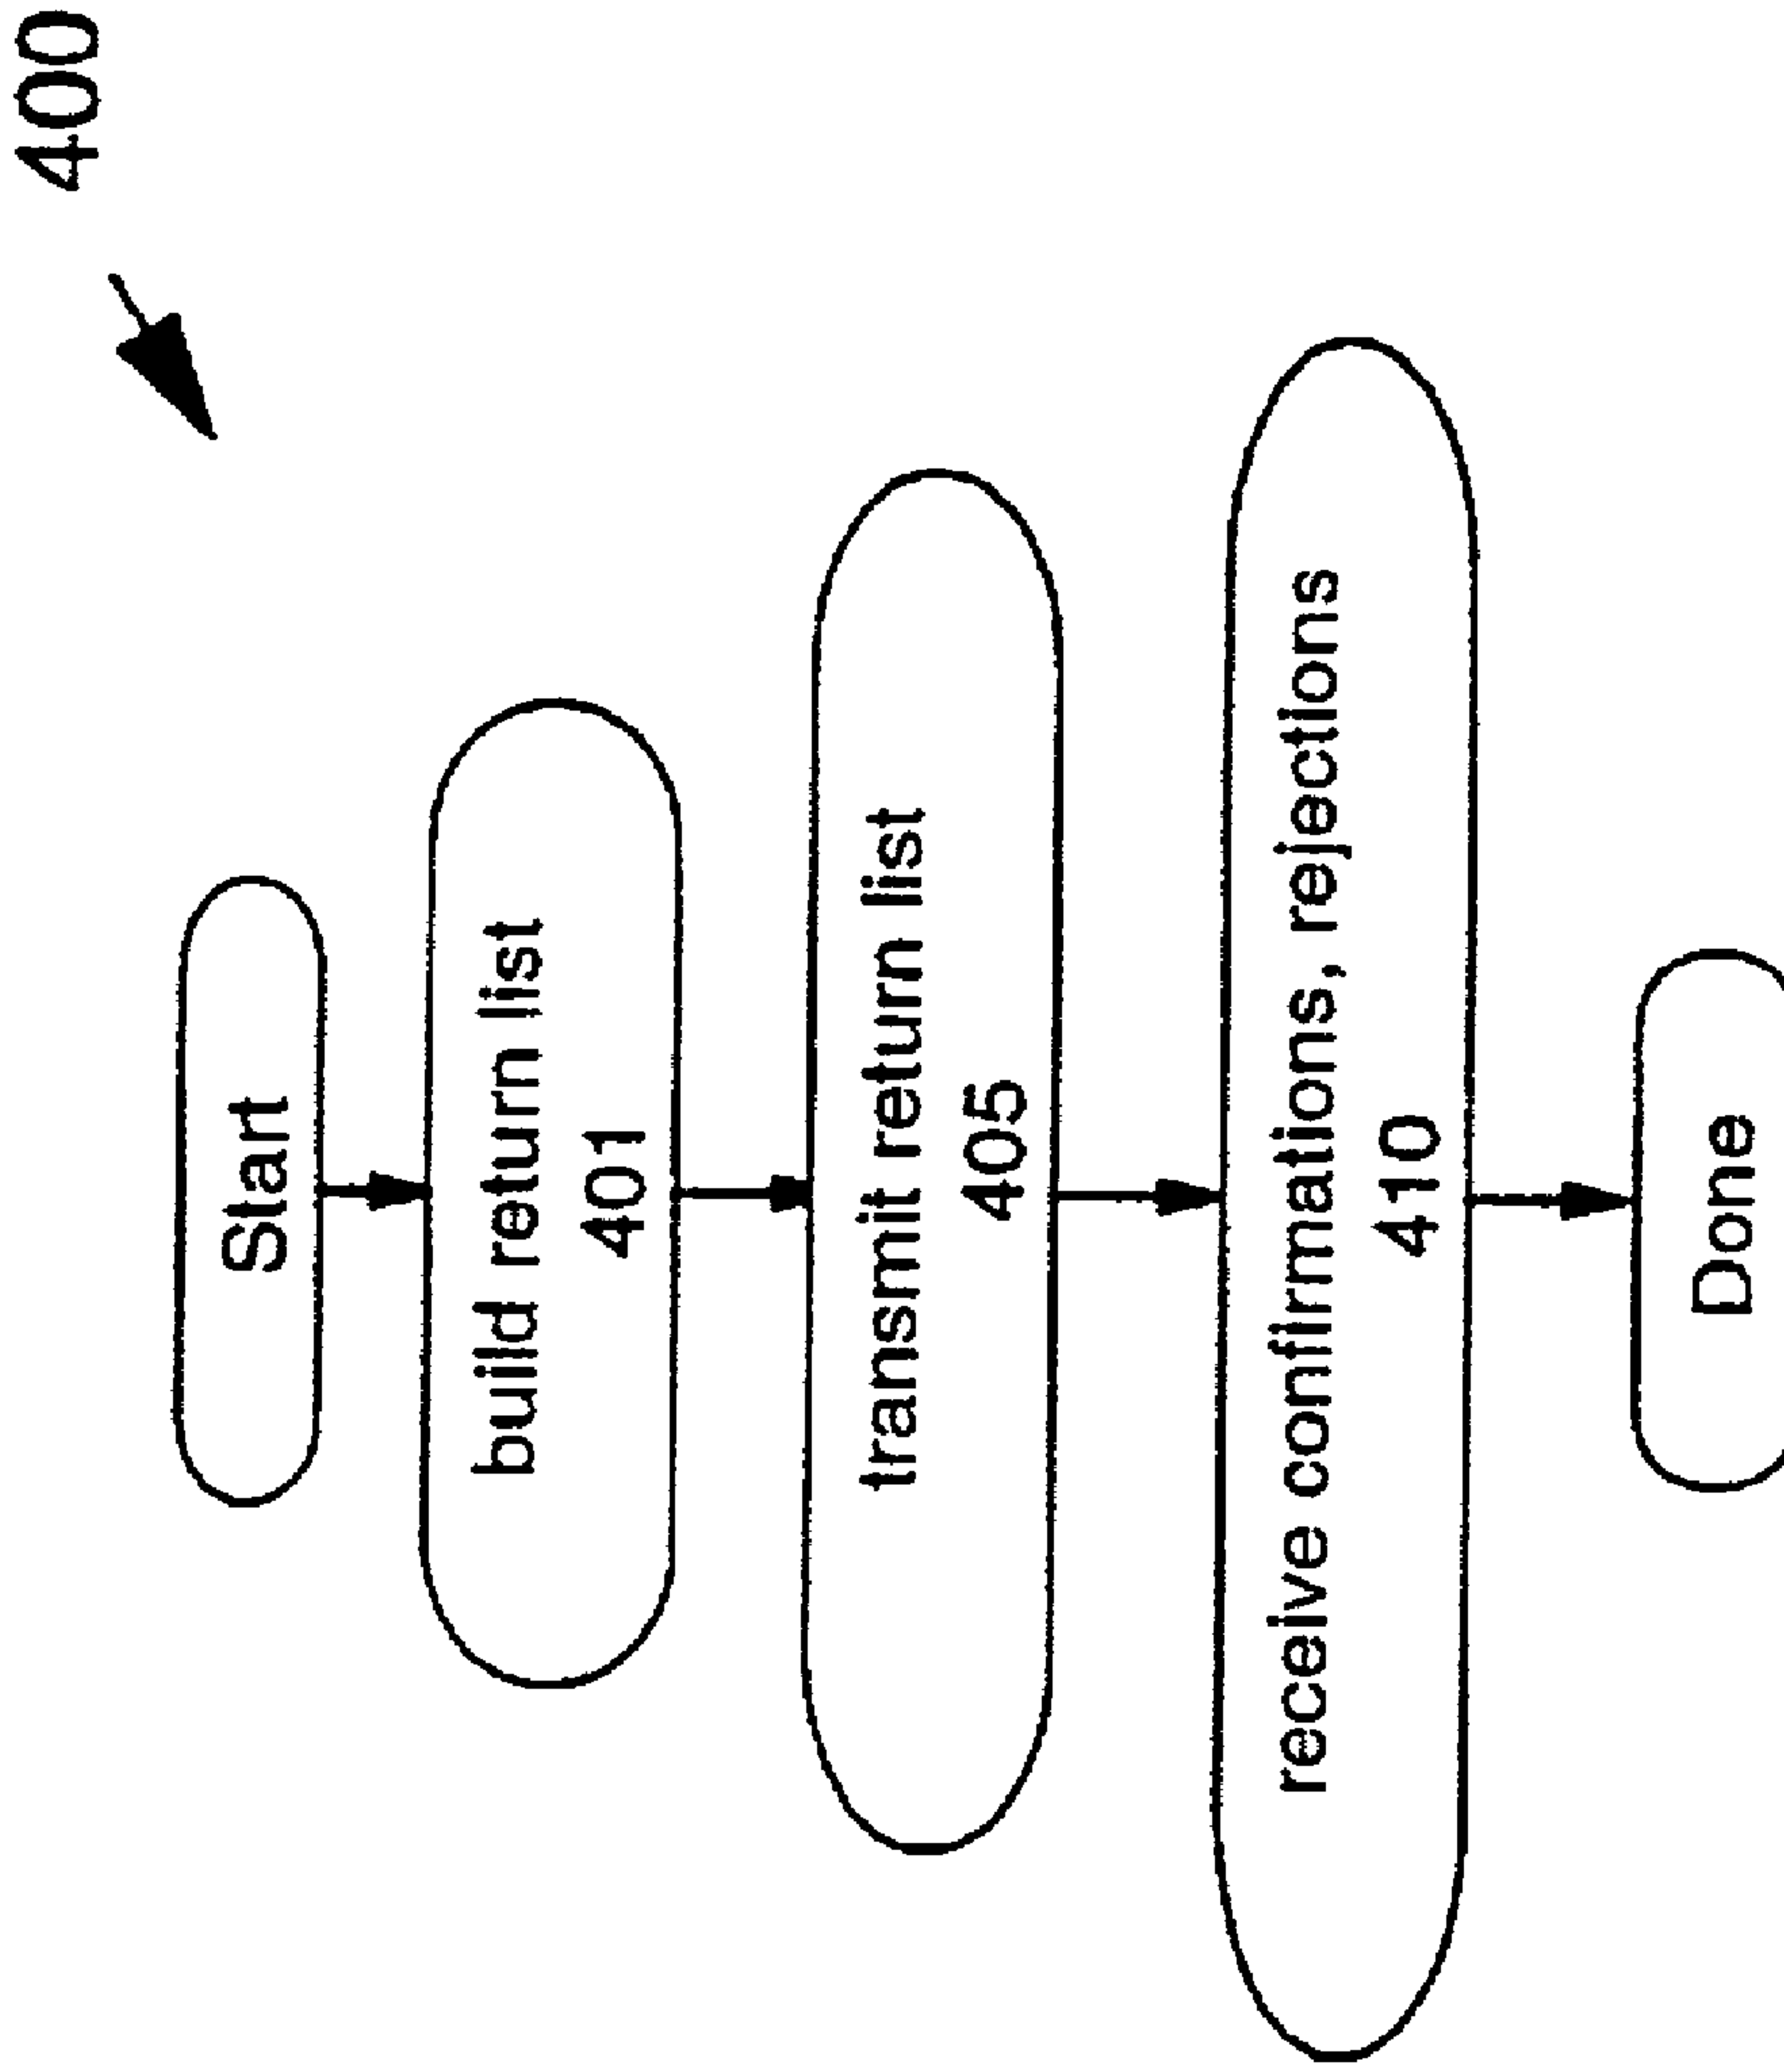 400
Start
build return list
401
transmit return list
405
receive confirmations, rejections
410
Done